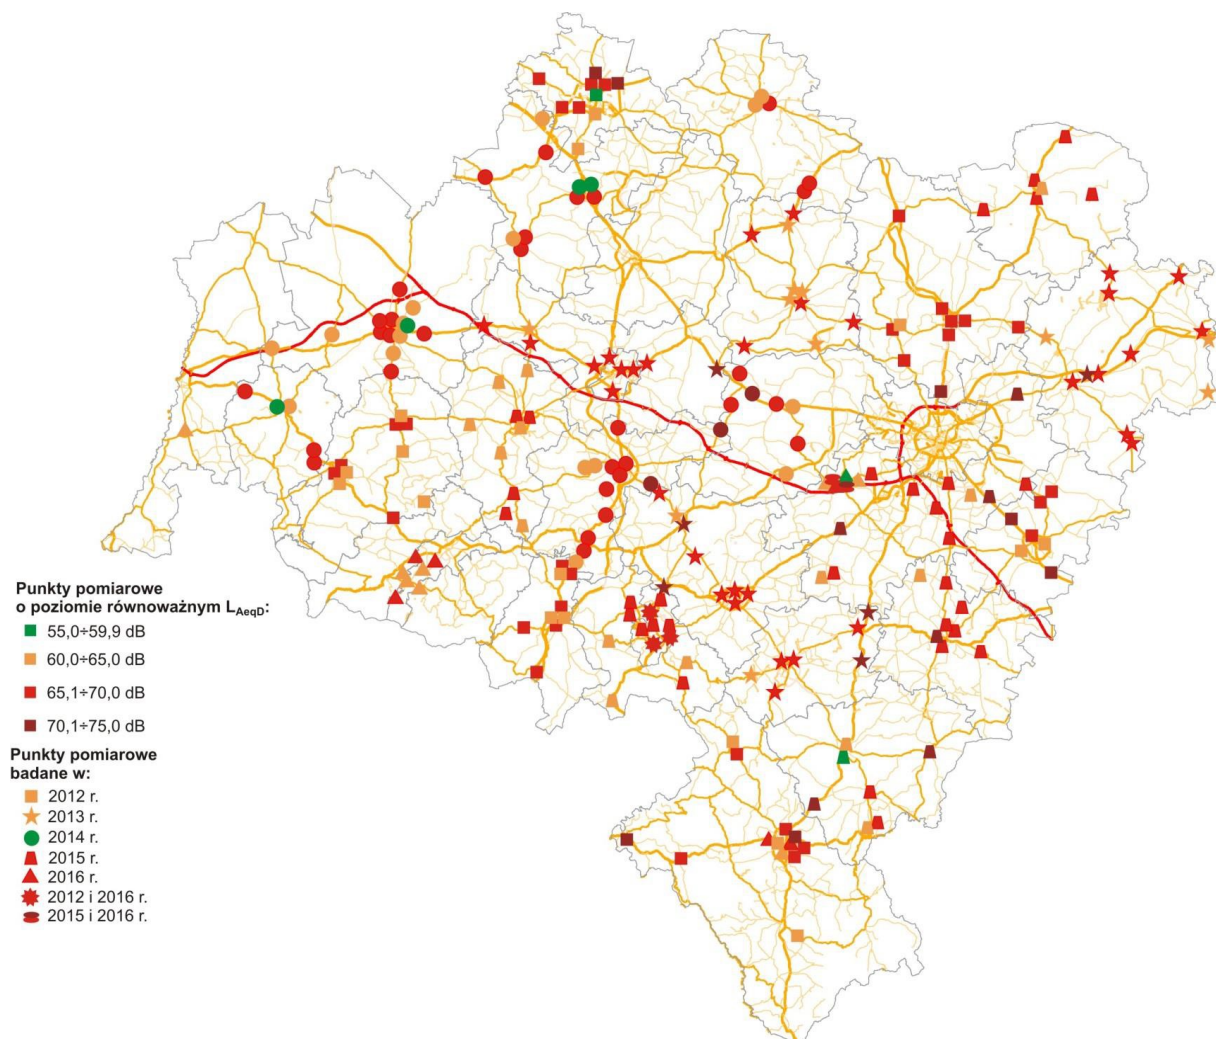 Punkty pomiarowe
o poziomie równoważnym LAeqD:
55,0÷59,9 dB
60,0÷65,0 dB
65,1÷70,0 dB
70,1÷75,0 dB
Punkty pomiarowe
badane w:
2012 r.
2013 r.
2014 r.
2015 r.
2016 r.
2012 i 2016 r.
2015 i 2016 r.